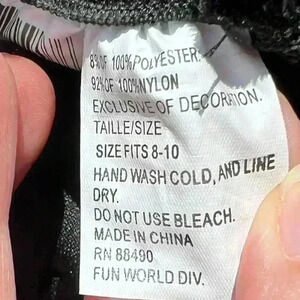 8% OF 100% POLYESTER.
92% OF 100% NYLON
EXCLUSIVE OF DECORATION.
TAILLE/SIZE
SIZE FITS 8-10
HAND WASH COLD, AND LINE
DRY.
DO NOT USE BLEACH.
MADE IN CHINA
RN 88490
FUN WORLD DIV.